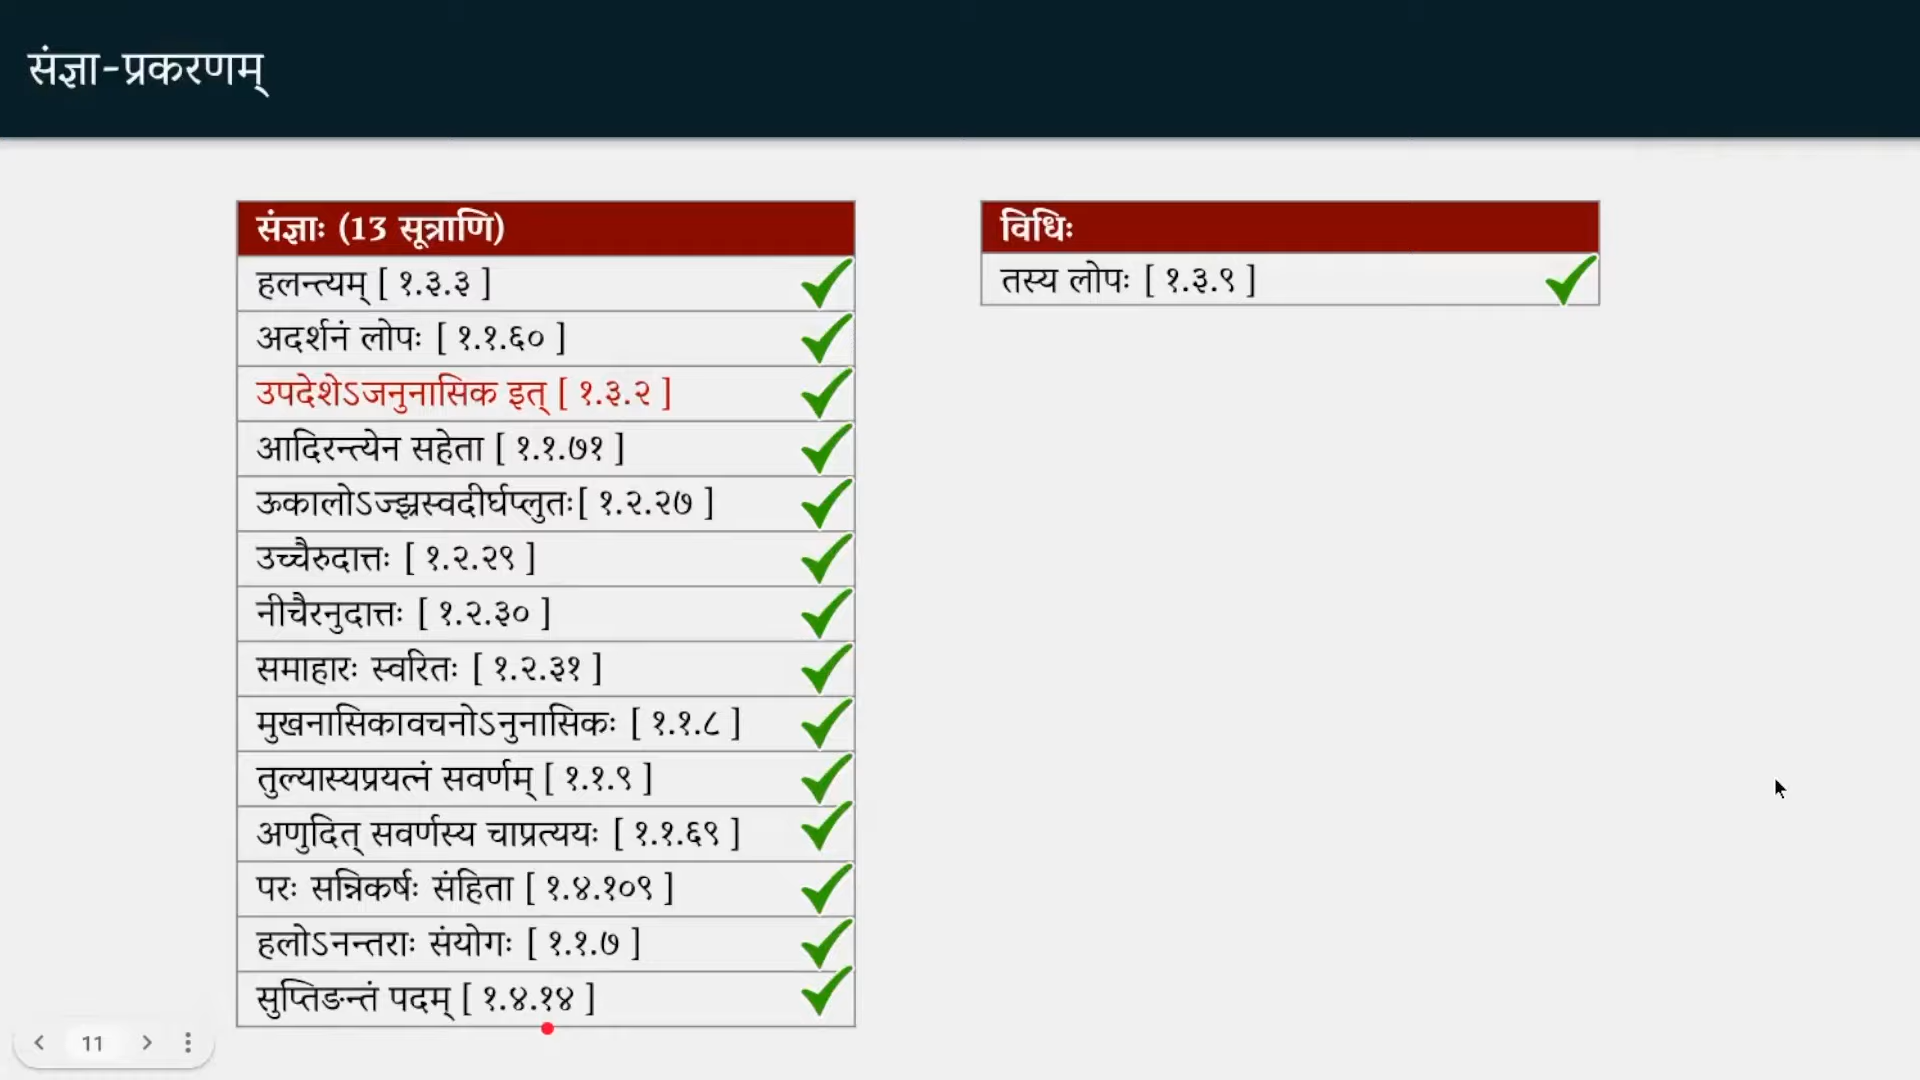 संज्ञा-प्रकरणम्
संज्ञाः (13 सूत्राणि)
हलन्त्यम् [ १.३.३ ]
अदर्शनं लोपः [ १.१.६० ]
उपदेशेऽजनुनासिक इत् [ १.३.२ ]
आदिरन्त्येन सहेता [ १.१.७१ ]
ऊकालोऽज्झ्रस्वदीर्घप्लुतः[ १.२.२७ ]
उच्चैरुदात्तः [ १.२.२९ ]
नीचैरनुदात्तः [ १.२.३० ]
समाहारः स्वरितः [ १.२.३१ ]
मुखनासिकावचनोऽनुनासिकः [ १.१.८ ]
तुल्यास्यप्रयत्नं सवर्णम् [ १.१.९ ]
अणुदित् सवर्णस्य चाप्रत्ययः [ १.१.६९ ]
परः सन्निकर्षः संहिता [ १.४.१०९ ]
हलोऽनन्तराः संयोगः [ १.१.७ ]
सुप्तिङन्तं पदम् [ १.४.१४ ]
विधिः
तस्य लोपः [ १.३.९ ]
11